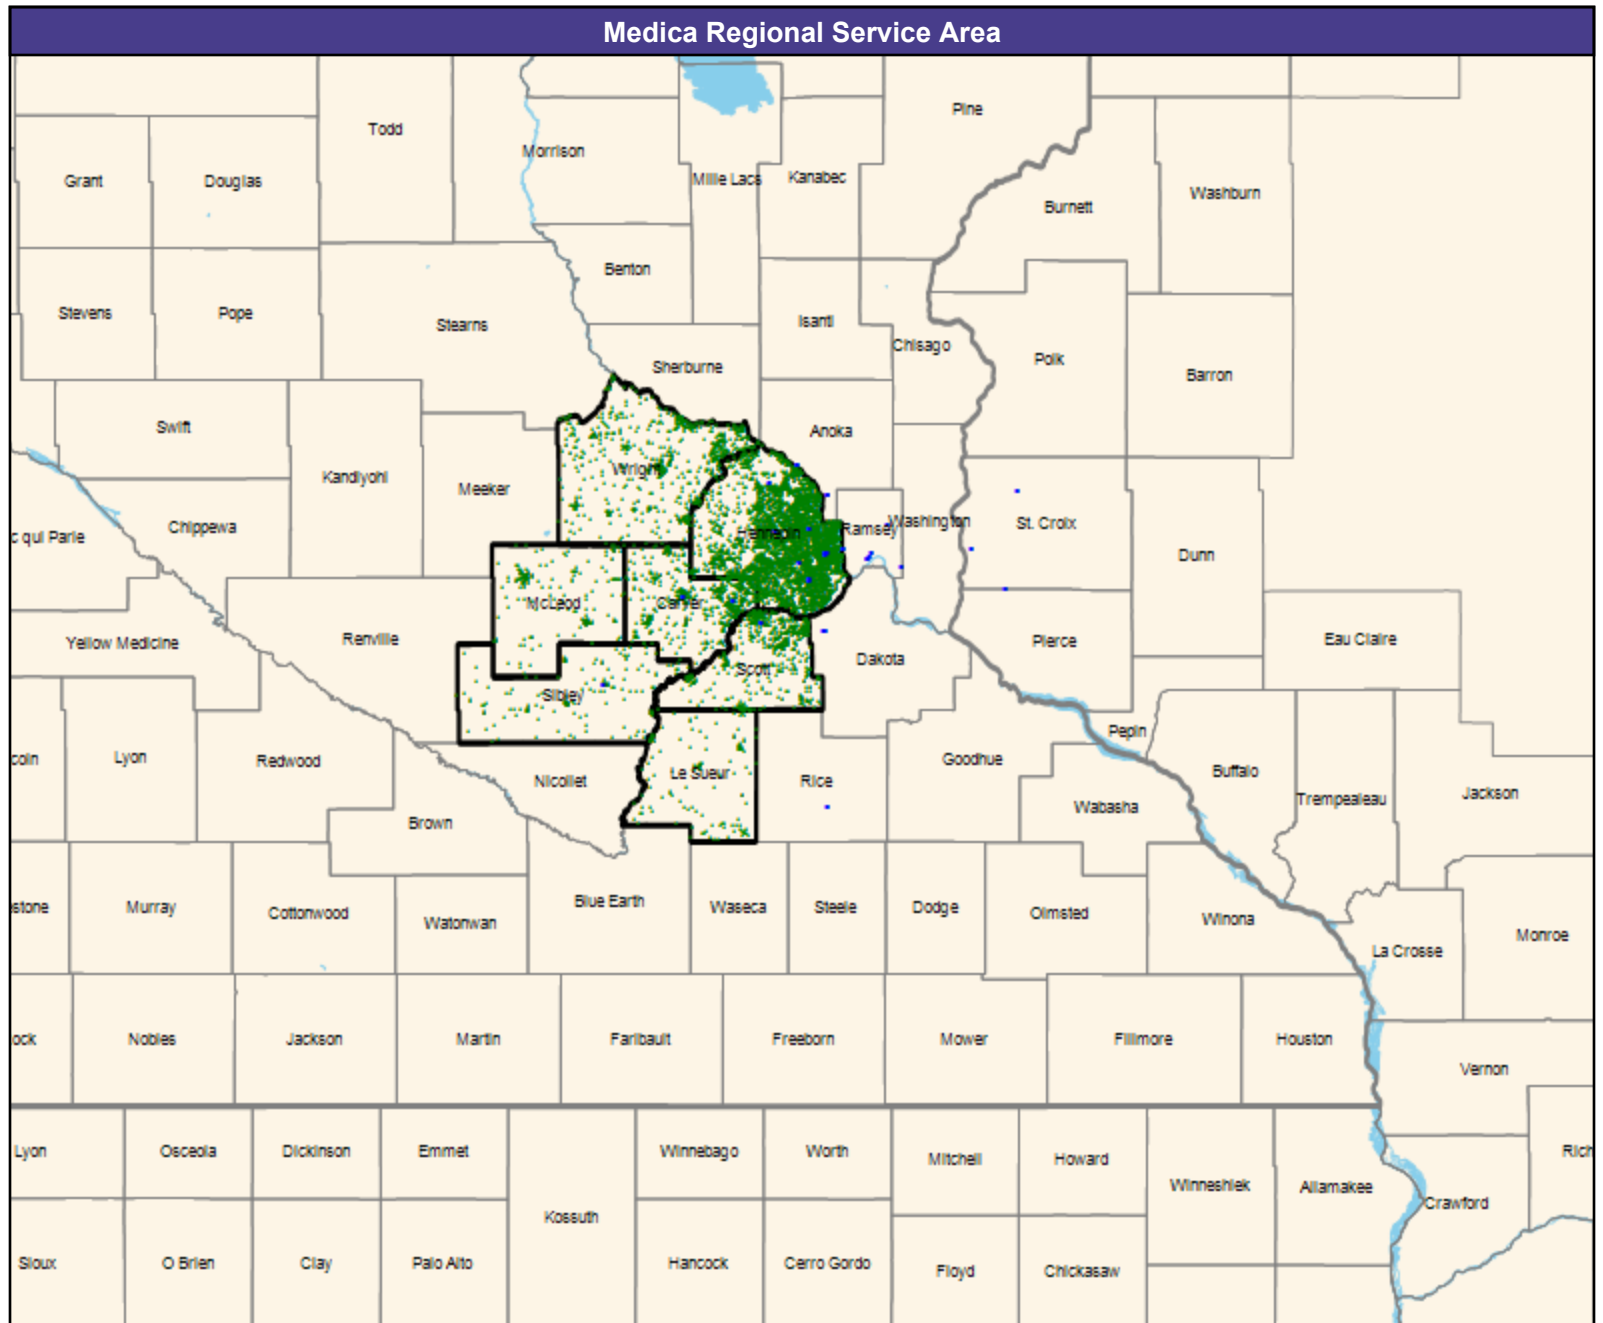 Medica Regional Service Area
Pine
Todd
Morrison
Mille Lacs
Kanabec
Grant
Douglas
Washburn
Burnett
Benton
Stevens
Pope
Stearns
Isanti
Chisago
Polk
Barron
Sherburne
Swift
Anoka
Kandiyohi
Meeker
Wright
Chippewa
c qui Parle
Hennepin
Ramsey
Washington
St. Croix
Dunn
McLeod
Carver
Yellow Medicine
Renville
Pierce
Eau Claire
Dakota
Scott
Sibley
coln
Lyon
Redwood
Nicollet
Le Sueur
Rice
Goodhue
Pepin
Buffalo
Trempealeau
Jackson
Wabasha
Brown
stone
Murray
Cottonwood
Watonwan
Blue Earth
Waseca
Steele
Dodge
Olmsted
Winona
La Crosse
Monroe
ock
Nobles
Jackson
Martin
Faribault
Freeborn
Mower
Fillmore
Houston
Vernon
Lyon
Osceola
Dickinson
Emmet
Winnebago
Worth
Mitchell
Howard
Winneshiek
Allamakee
Crawford
Rich
Kossuth
Sioux
O Brien
Clay
Palo Alto
Hancock
Cerro Gordo
Floyd
Chickasaw